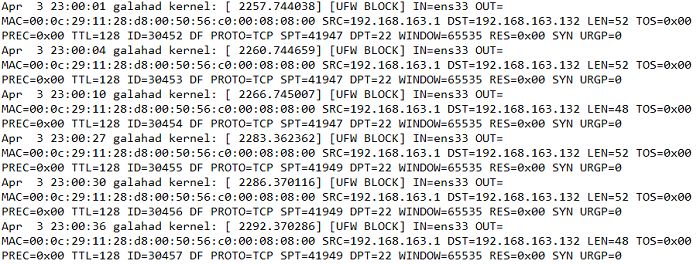 Apr  3 23:00:01 galahad kernel: [ 2257.744038] [UFW BLOCK] IN=ens33 OUT=
MAC=00:0c:29:11:28:d8:00:50:56:c0:00:08:08:00 SRC=192.168.163.1 DST=192.168.163.132 LEN=52 TOS=0x00
PREC=0x00 TTL=128 ID=30452 DF PROTO=TCP SPT=41947 DPT=22 WINDOW=65535 RES=0x00 SYN URGP=0
Apr  3 23:00:04 galahad kernel: [ 2260.744659] [UFW BLOCK] IN=ens33 OUT=
MAC=00:0c:29:11:28:d8:00:50:56:c0:00:08:08:00 SRC=192.168.163.1 DST=192.168.163.132 LEN=52 TOS=0x00
PREC=0x00 TTL=128 ID=30453 DF PROTO=TCP SPT=41947 DPT=22 WINDOW=65535 RES=0x00 SYN URGP=0
Apr  3 23:00:10 galahad kernel: [ 2266.745007] [UFW BLOCK] IN=ens33 OUT=
MAC=00:0c:29:11:28:d8:00:50:56:c0:00:08:08:00 SRC=192.168.163.1 DST=192.168.163.132 LEN=48 TOS=0x00
PREC=0x00 TTL=128 ID=30454 DF PROTO=TCP SPT=41947 DPT=22 WINDOW=65535 RES=0x00 SYN URGP=0
Apr  3 23:00:27 galahad kernel: [ 2283.362362] [UFW BLOCK] IN=ens33 OUT=
MAC=00:0c:29:11:28:d8:00:50:56:c0:00:08:08:00 SRC=192.168.163.1 DST=192.168.163.132 LEN=52 TOS=0x00
PREC=0x00 TTL=128 ID=30455 DF PROTO=TCP SPT=41949 DPT=22 WINDOW=65535 RES=0x00 SYN URGP=0
Apr  3 23:00:30 galahad kernel: [ 2286.370116] [UFW BLOCK] IN=ens33 OUT=
MAC=00:0c:29:11:28:d8:00:50:56:c0:00:08:08:00 SRC=192.168.163.1 DST=192.168.163.132 LEN=52 TOS=0x00
PREC=0x00 TTL=128 ID=30456 DF PROTO=TCP SPT=41949 DPT=22 WINDOW=65535 RES=0x00 SYN URGP=0
Apr  3 23:00:36 galahad kernel: [ 2292.370286] [UFW BLOCK] IN=ens33 OUT=
MAC=00:0c:29:11:28:d8:00:50:56:c0:00:08:08:00 SRC=192.168.163.1 DST=192.168.163.132 LEN=48 TOS=0x00
PREC=0x00 TTL=128 ID=30457 DF PROTO=TCP SPT=41949 DPT=22 WINDOW=65535 RES=0x00 SYN URGP=0